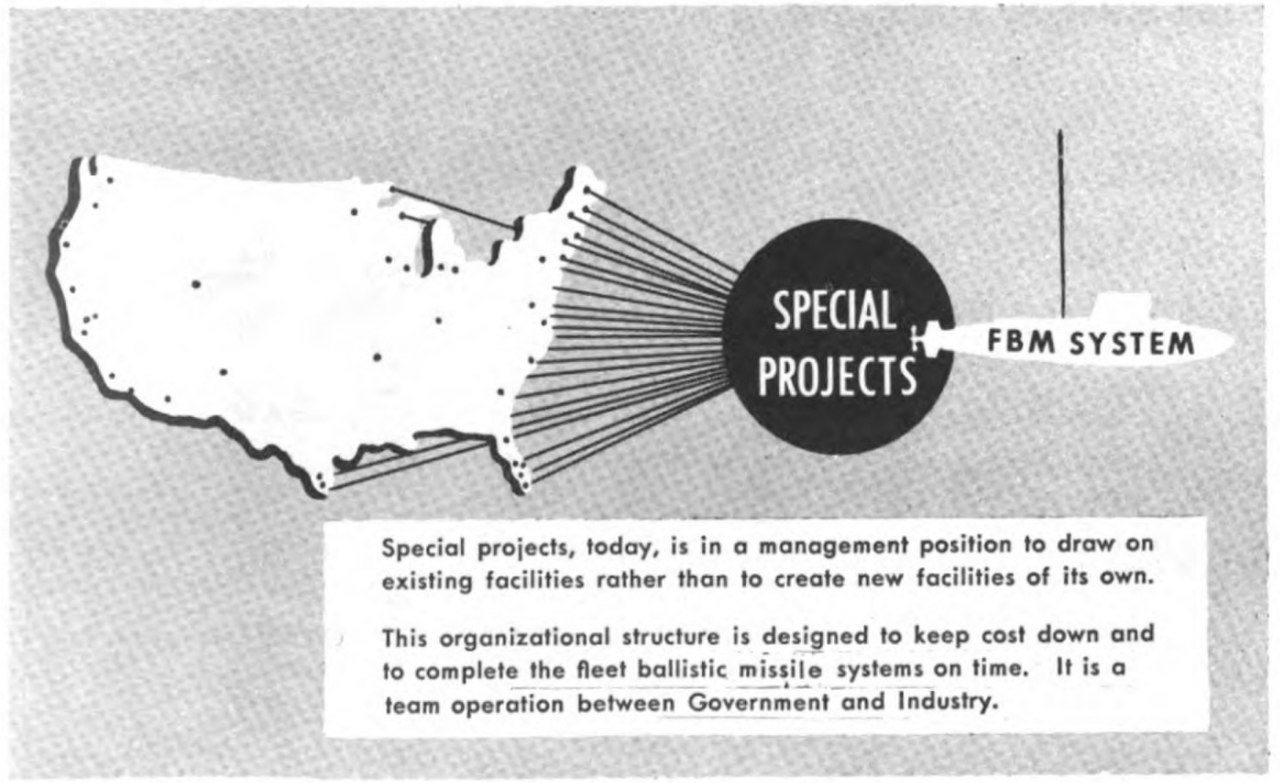 SPECIAL
PROJECTS
FBM SYSTEM
Special projects, today, is in a management position to draw on
existing facilities rather than to create new facilities of its own.
This organizational structure is designed to keep cost down and
to complete the fleet ballistic missile systems on time. It is a
team operation between Government and Industry.